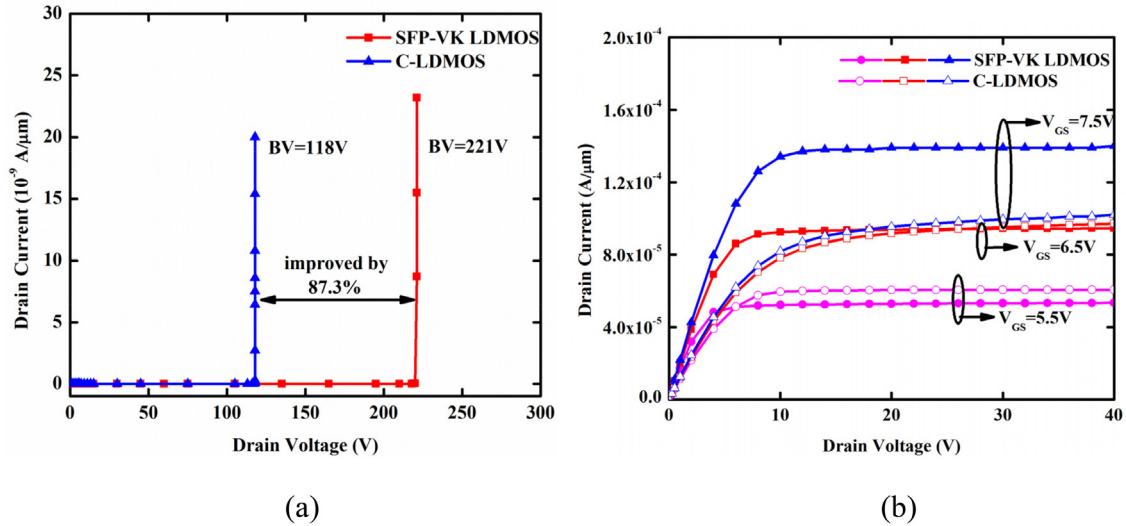 30
25
20
15
10
5
0
0
50
100
150
200
250
300
Drain Current (10⁻⁹ A/μm)
Drain Voltage (V)
SFP-VK LDMOS
C-LDMOS
BV=118V
BV=221V
improved by
87.3%
(a)
2.0x10⁻⁴
1.6x10⁻⁴
1.2x10⁻⁴
8.0x10⁻⁵
4.0x10⁻⁵
0.0
0
10
20
30
40
Drain Current (A/μm)
Drain Voltage (V)
SFP-VK LDMOS
C-LDMOS
V_GS=7.5V
V_GS=6.5V
V_GS=5.5V
(b)